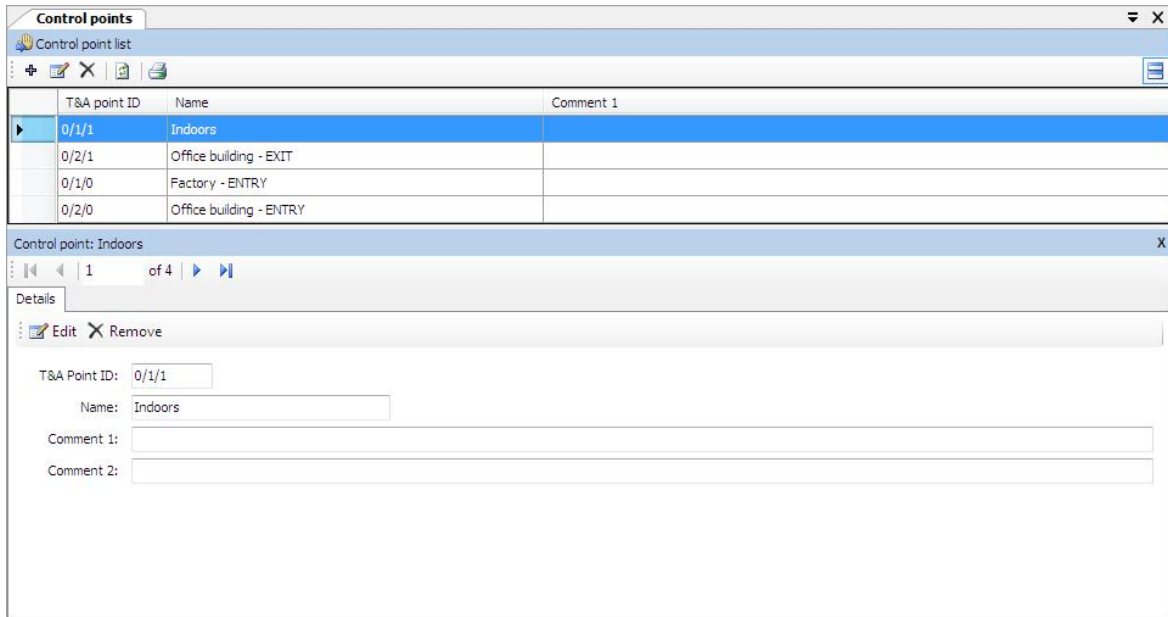 Control points
Control point list
T&A point ID Name Comment 1
0/1/1 Indoors
0/2/1 Office building - EXIT
0/1/0 Factory - ENTRY
0/2/0 Office building - ENTRY
Control point: Indoors X
1 of 4
Details
Edit Remove
T&A Point ID: 0/1/1
Name: Indoors
Comment 1:
Comment 2: